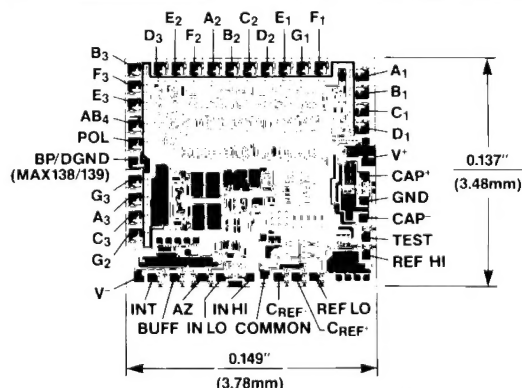 D3 E2 F2 A2 B2 C2 D2 E1 G1 F1
B3
F3
E3
AB4
POL
BP/DGND
(MAX138/139)
G3
A3
C3
G2
V-
A1
B1
C1
D1
V+
CAP+
GND
CAP-
TEST
REF HI
0.137"
(3.48mm)
INT BUFF AZ IN LO IN HI COMMON CREF- CREF+ REF LO
0.149"
(3.78mm)